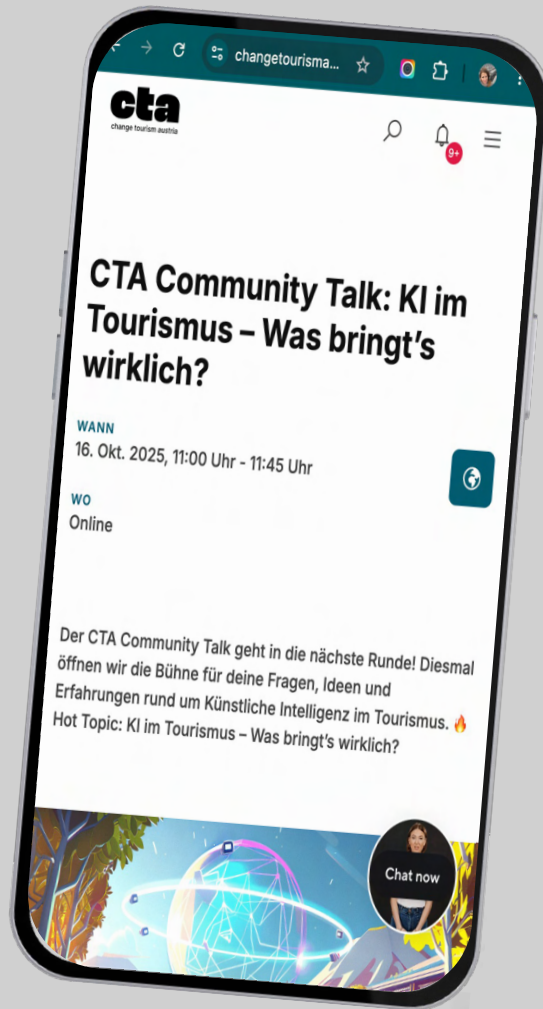 changetourisma...
cta
change tourism austria
9+
CTA Community Talk: KI im
Tourismus – Was bringt's
wirklich?
WANN
16. Okt. 2025, 11:00 Uhr - 11:45 Uhr
WO
Online
Der CTA Community Talk geht in die nächste Runde! Diesmal
öffnen wir die Bühne für deine Fragen, Ideen und
Erfahrungen rund um Künstliche Intelligenz im Tourismus. 🔥
Hot Topic: KI im Tourismus – Was bringt's wirklich?
Chat now